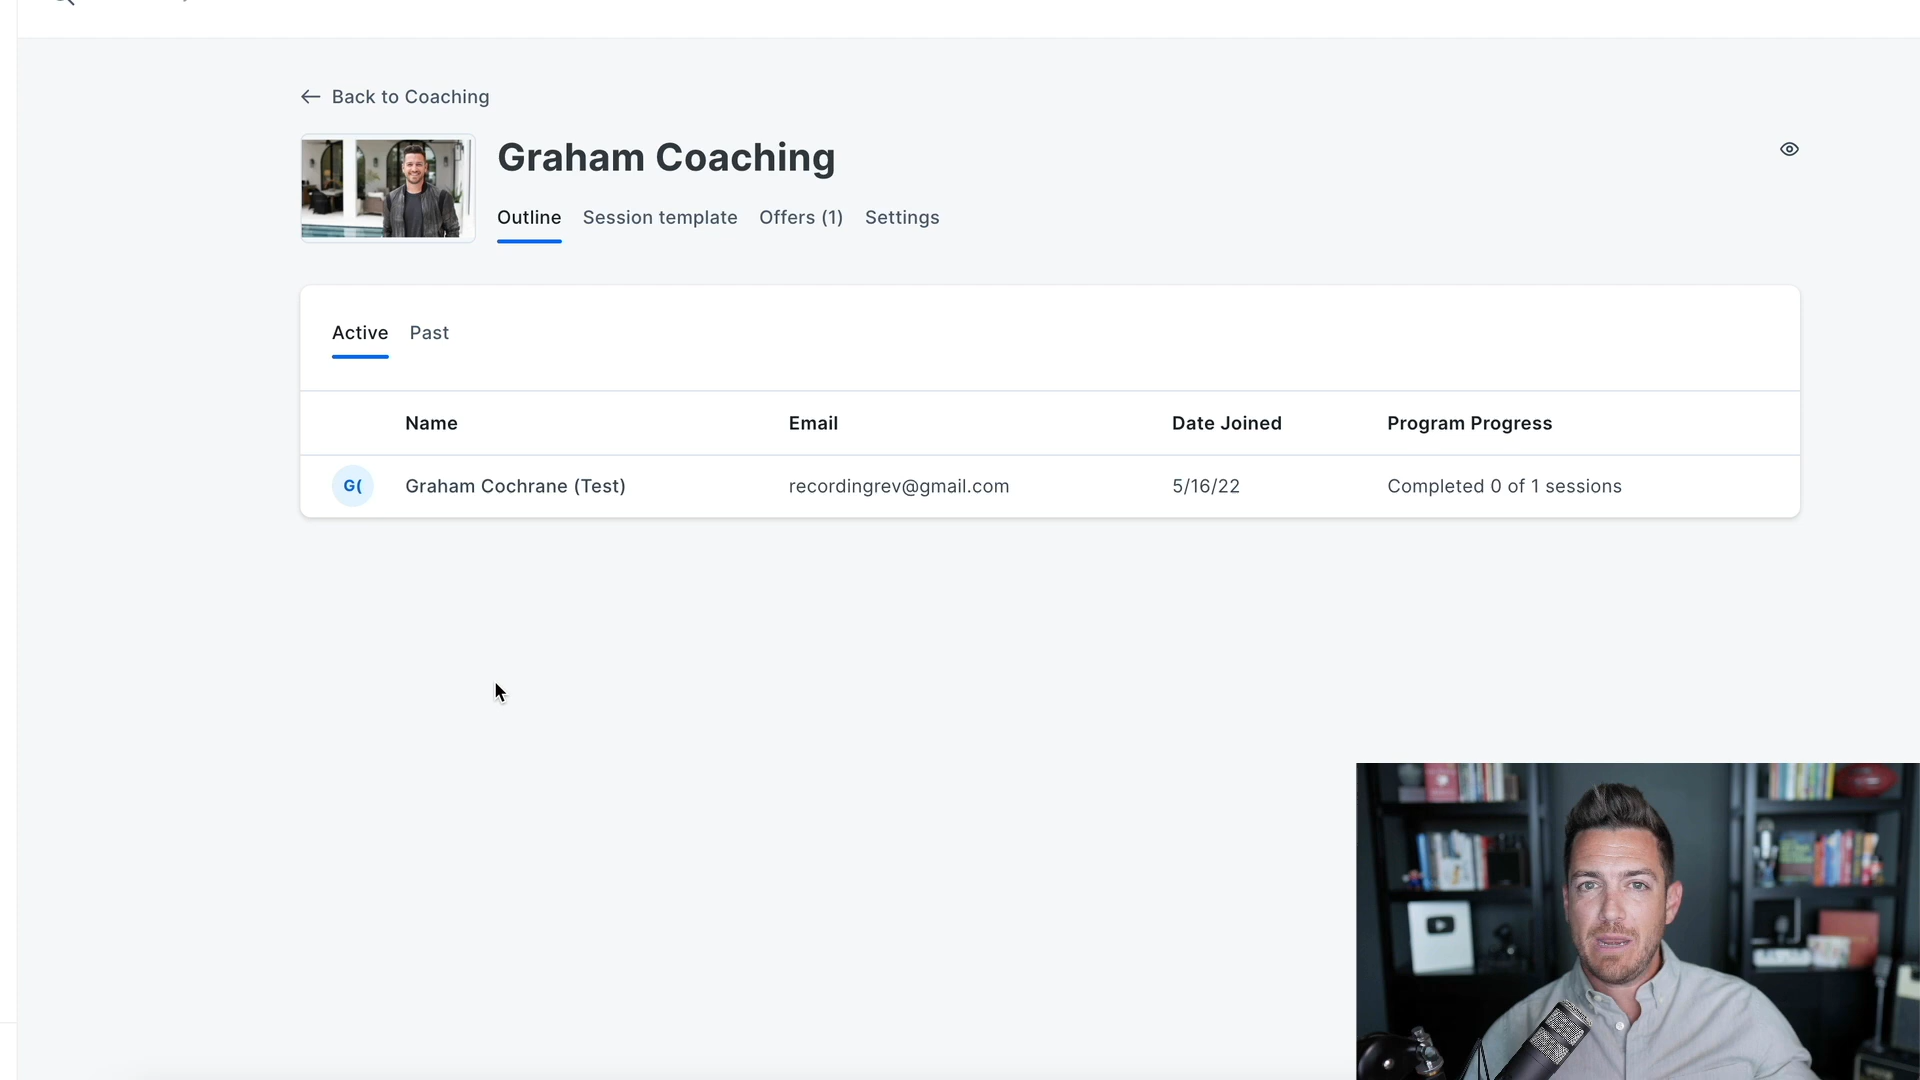 Back to Coaching
Graham Coaching
Outline Session template Offers (1) Settings
Active Past
Name Email Date Joined Program Progress
G( Graham Cochrane (Test) recordingrev@gmail.com 5/16/22 Completed 0 of 1 sessions